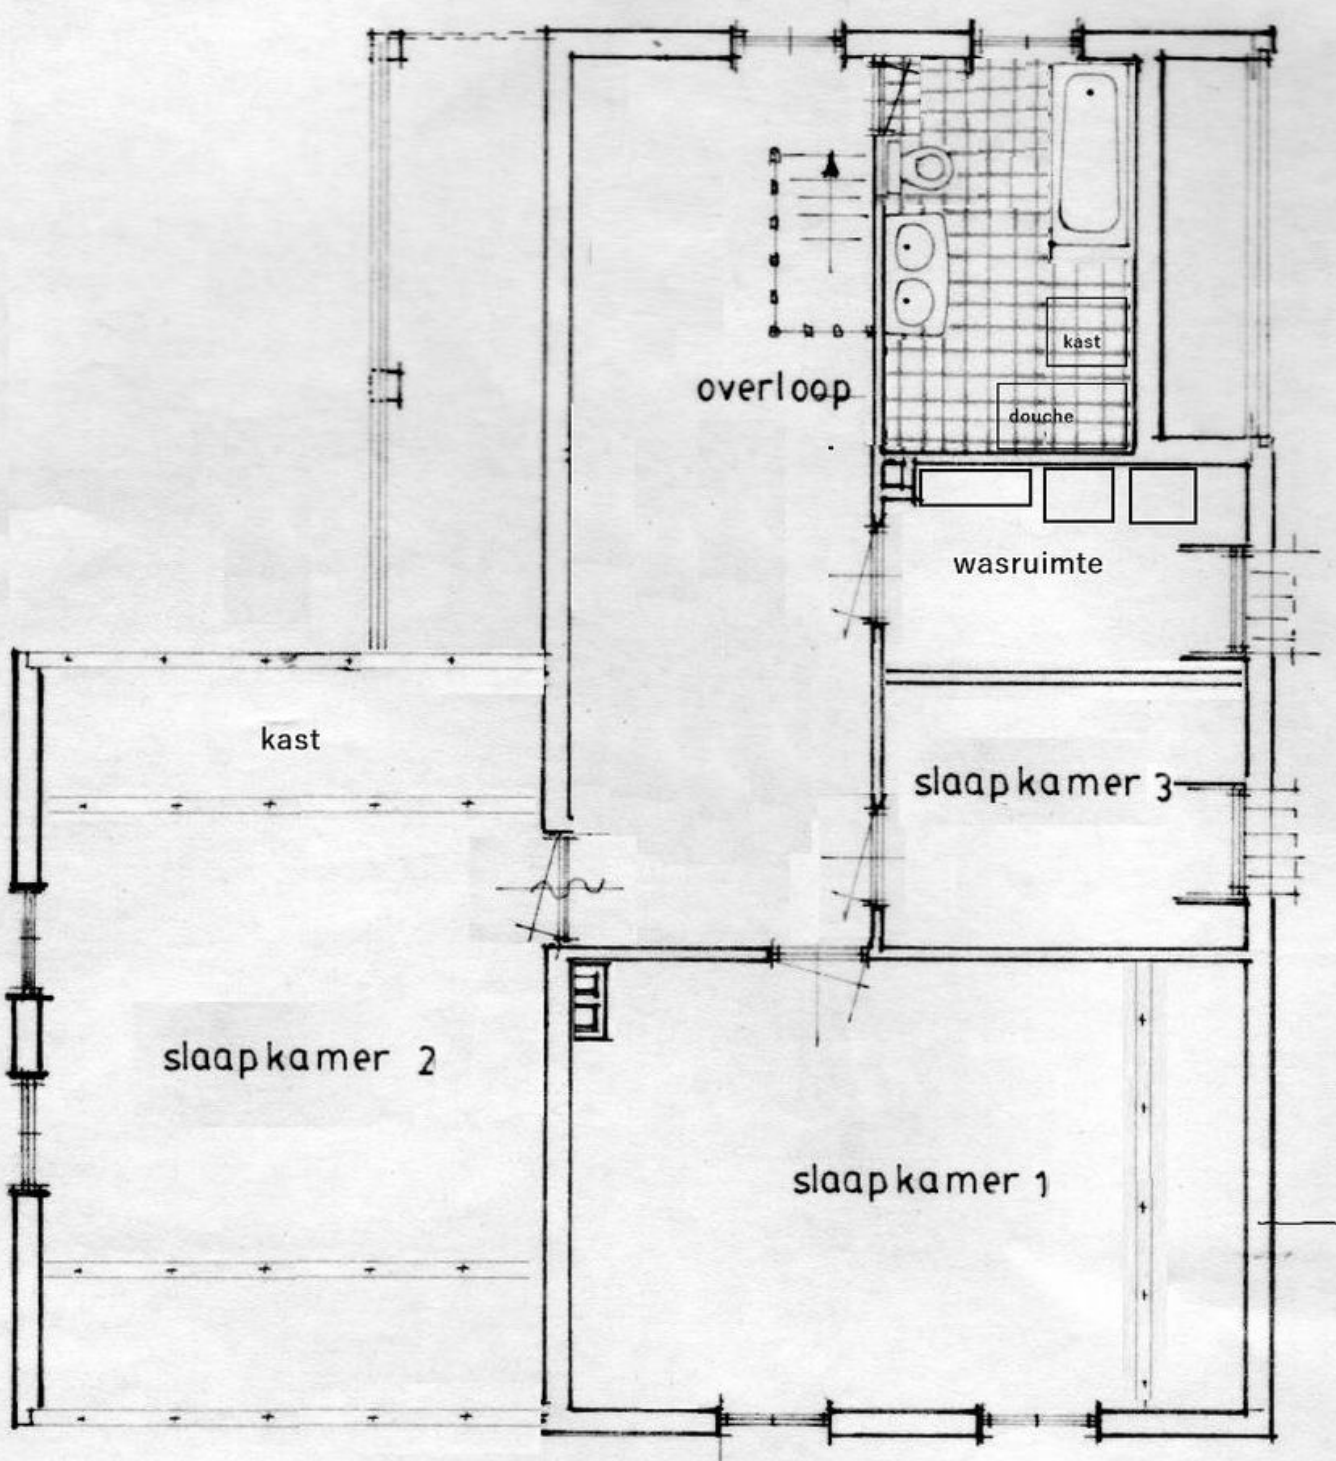 kast
overloop
douche
wasruimte
kast
slaapkamer 3
slaapkamer 2
slaapkamer 1